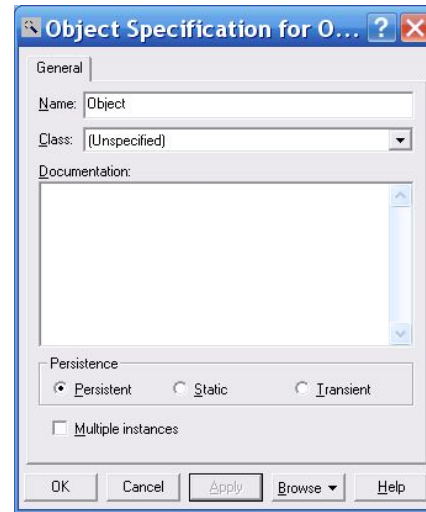 Object Specification for O...
General
Name: Object
Class: (Unspecified)
Documentation:
Persistence
Persistent Static Transient
Multiple instances
OK Cancel Apply Browse Help